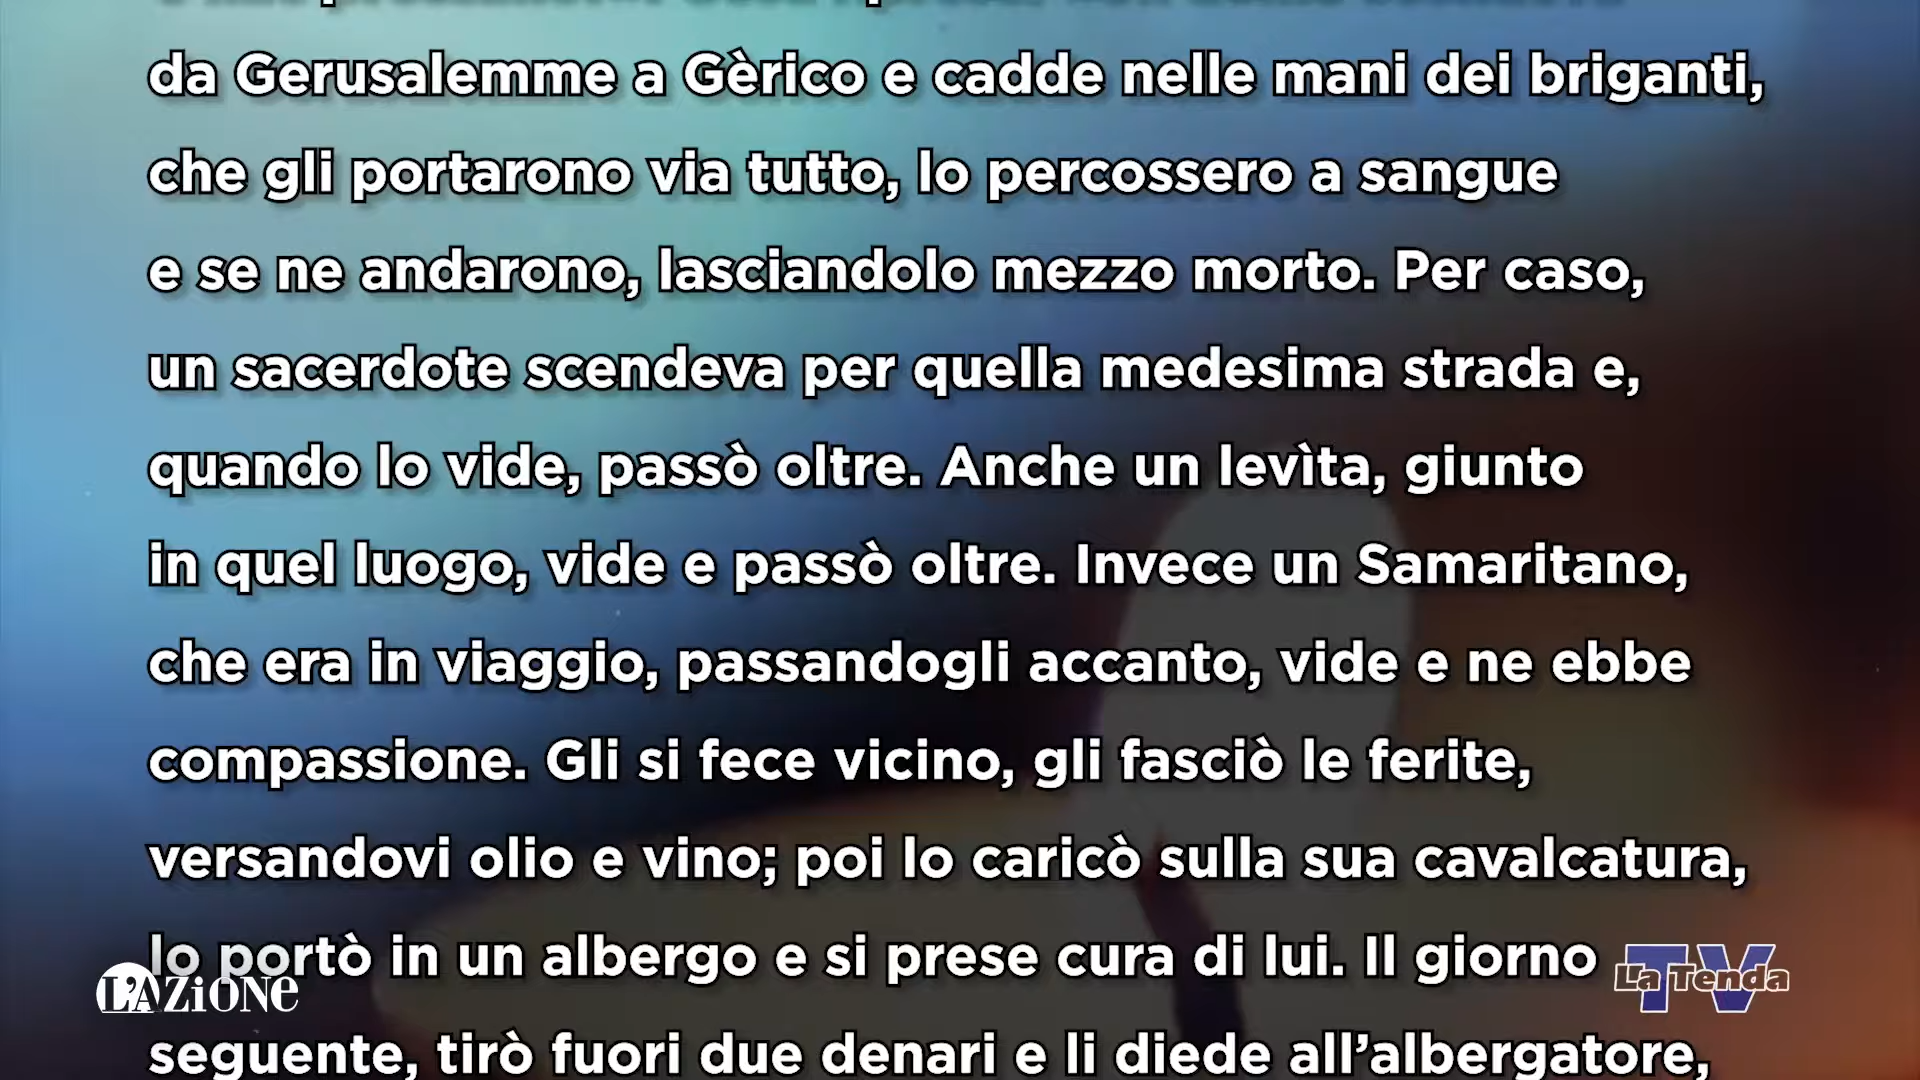 da Gerusalemme a Gèrico e cadde nelle mani dei briganti,
che gli portarono via tutto, lo percossero a sangue
e se ne andarono, lasciandolo mezzo morto. Per caso,
un sacerdote scendeva per quella medesima strada e,
quando lo vide, passò oltre. Anche un levìta, giunto
in quel luogo, vide e passò oltre. Invece un Samaritano,
che era in viaggio, passandogli accanto, vide e ne ebbe
compassione. Gli si fece vicino, gli fasciò le ferite,
versandovi olio e vino; poi lo caricò sulla sua cavalcatura,
lo portò in un albergo e si prese cura di lui. Il giorno
seguente, tirò fuori due denari e li diede all’albergatore,
L'AZiONe
La Tenda TV